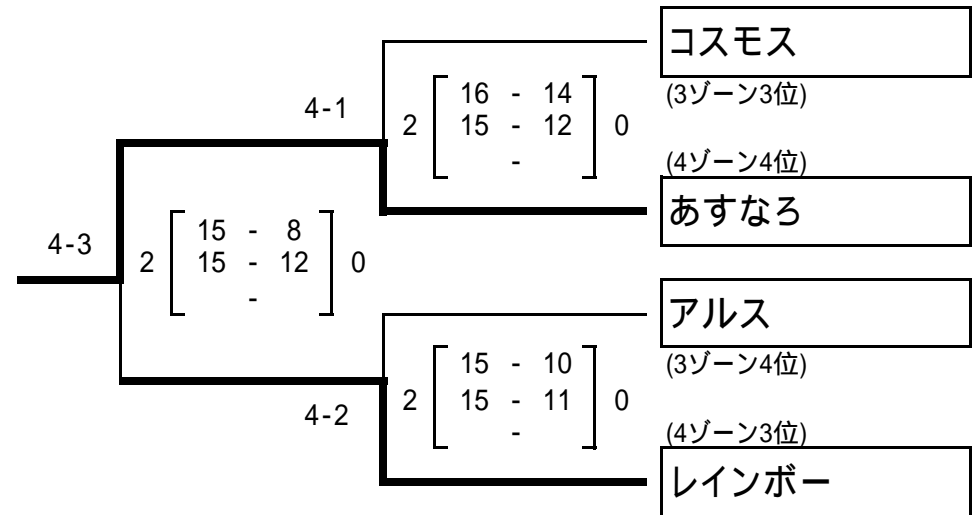 コスモス
(3ゾーン3位)
4-1
2 16 - 14 0
15 - 12
-
(4ゾーン4位)
あすなろ
4-3
2 15 - 8 0
15 - 12
-
アルス
(3ゾーン4位)
4-2
2 15 - 10 0
15 - 11
-
(4ゾーン3位)
レインボー